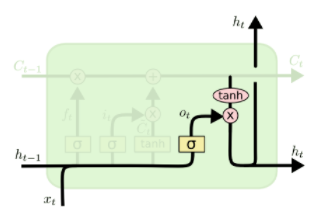 h_t
C_{t-1}
C_t
tanh
f_t
i_t
o_t
σ
σ
tanh
σ
h_{t-1}
h_t
x_t